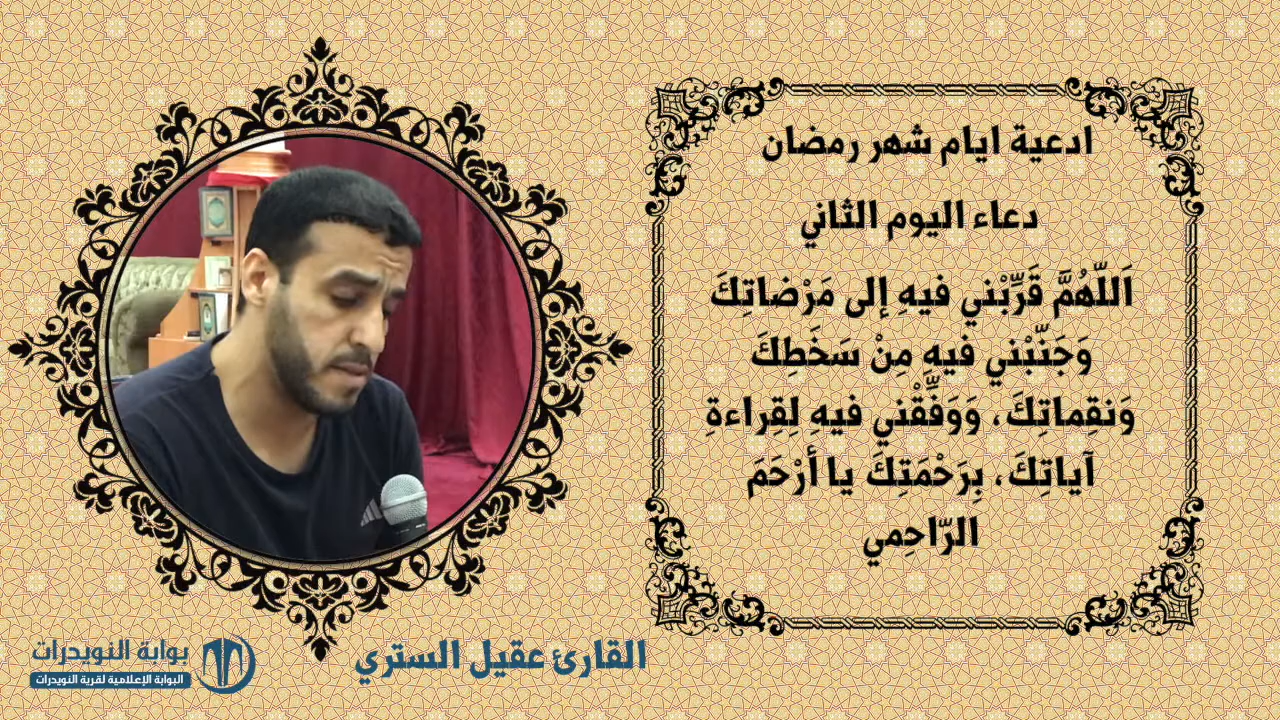 ادعية ايام شهر رمضان
دعاء اليوم الثاني
اَللّهُمَّ قَرِّبْني فيهِ إلى مَرْضاتِكَ
وَجَنّبْني فيهِ مِنْ سَخَطِكَ
وَنقِماتِكَ، وَوَفِّقْني فيهِ لِقِراءةِ
آياتِكَ، بِرَحْمَتِكَ يا أرْحَمَ
الرّاحِمي
القارئ عقيل الستري
بوابة النويدرات
البوابة الإعلامية لقرية النويدرات